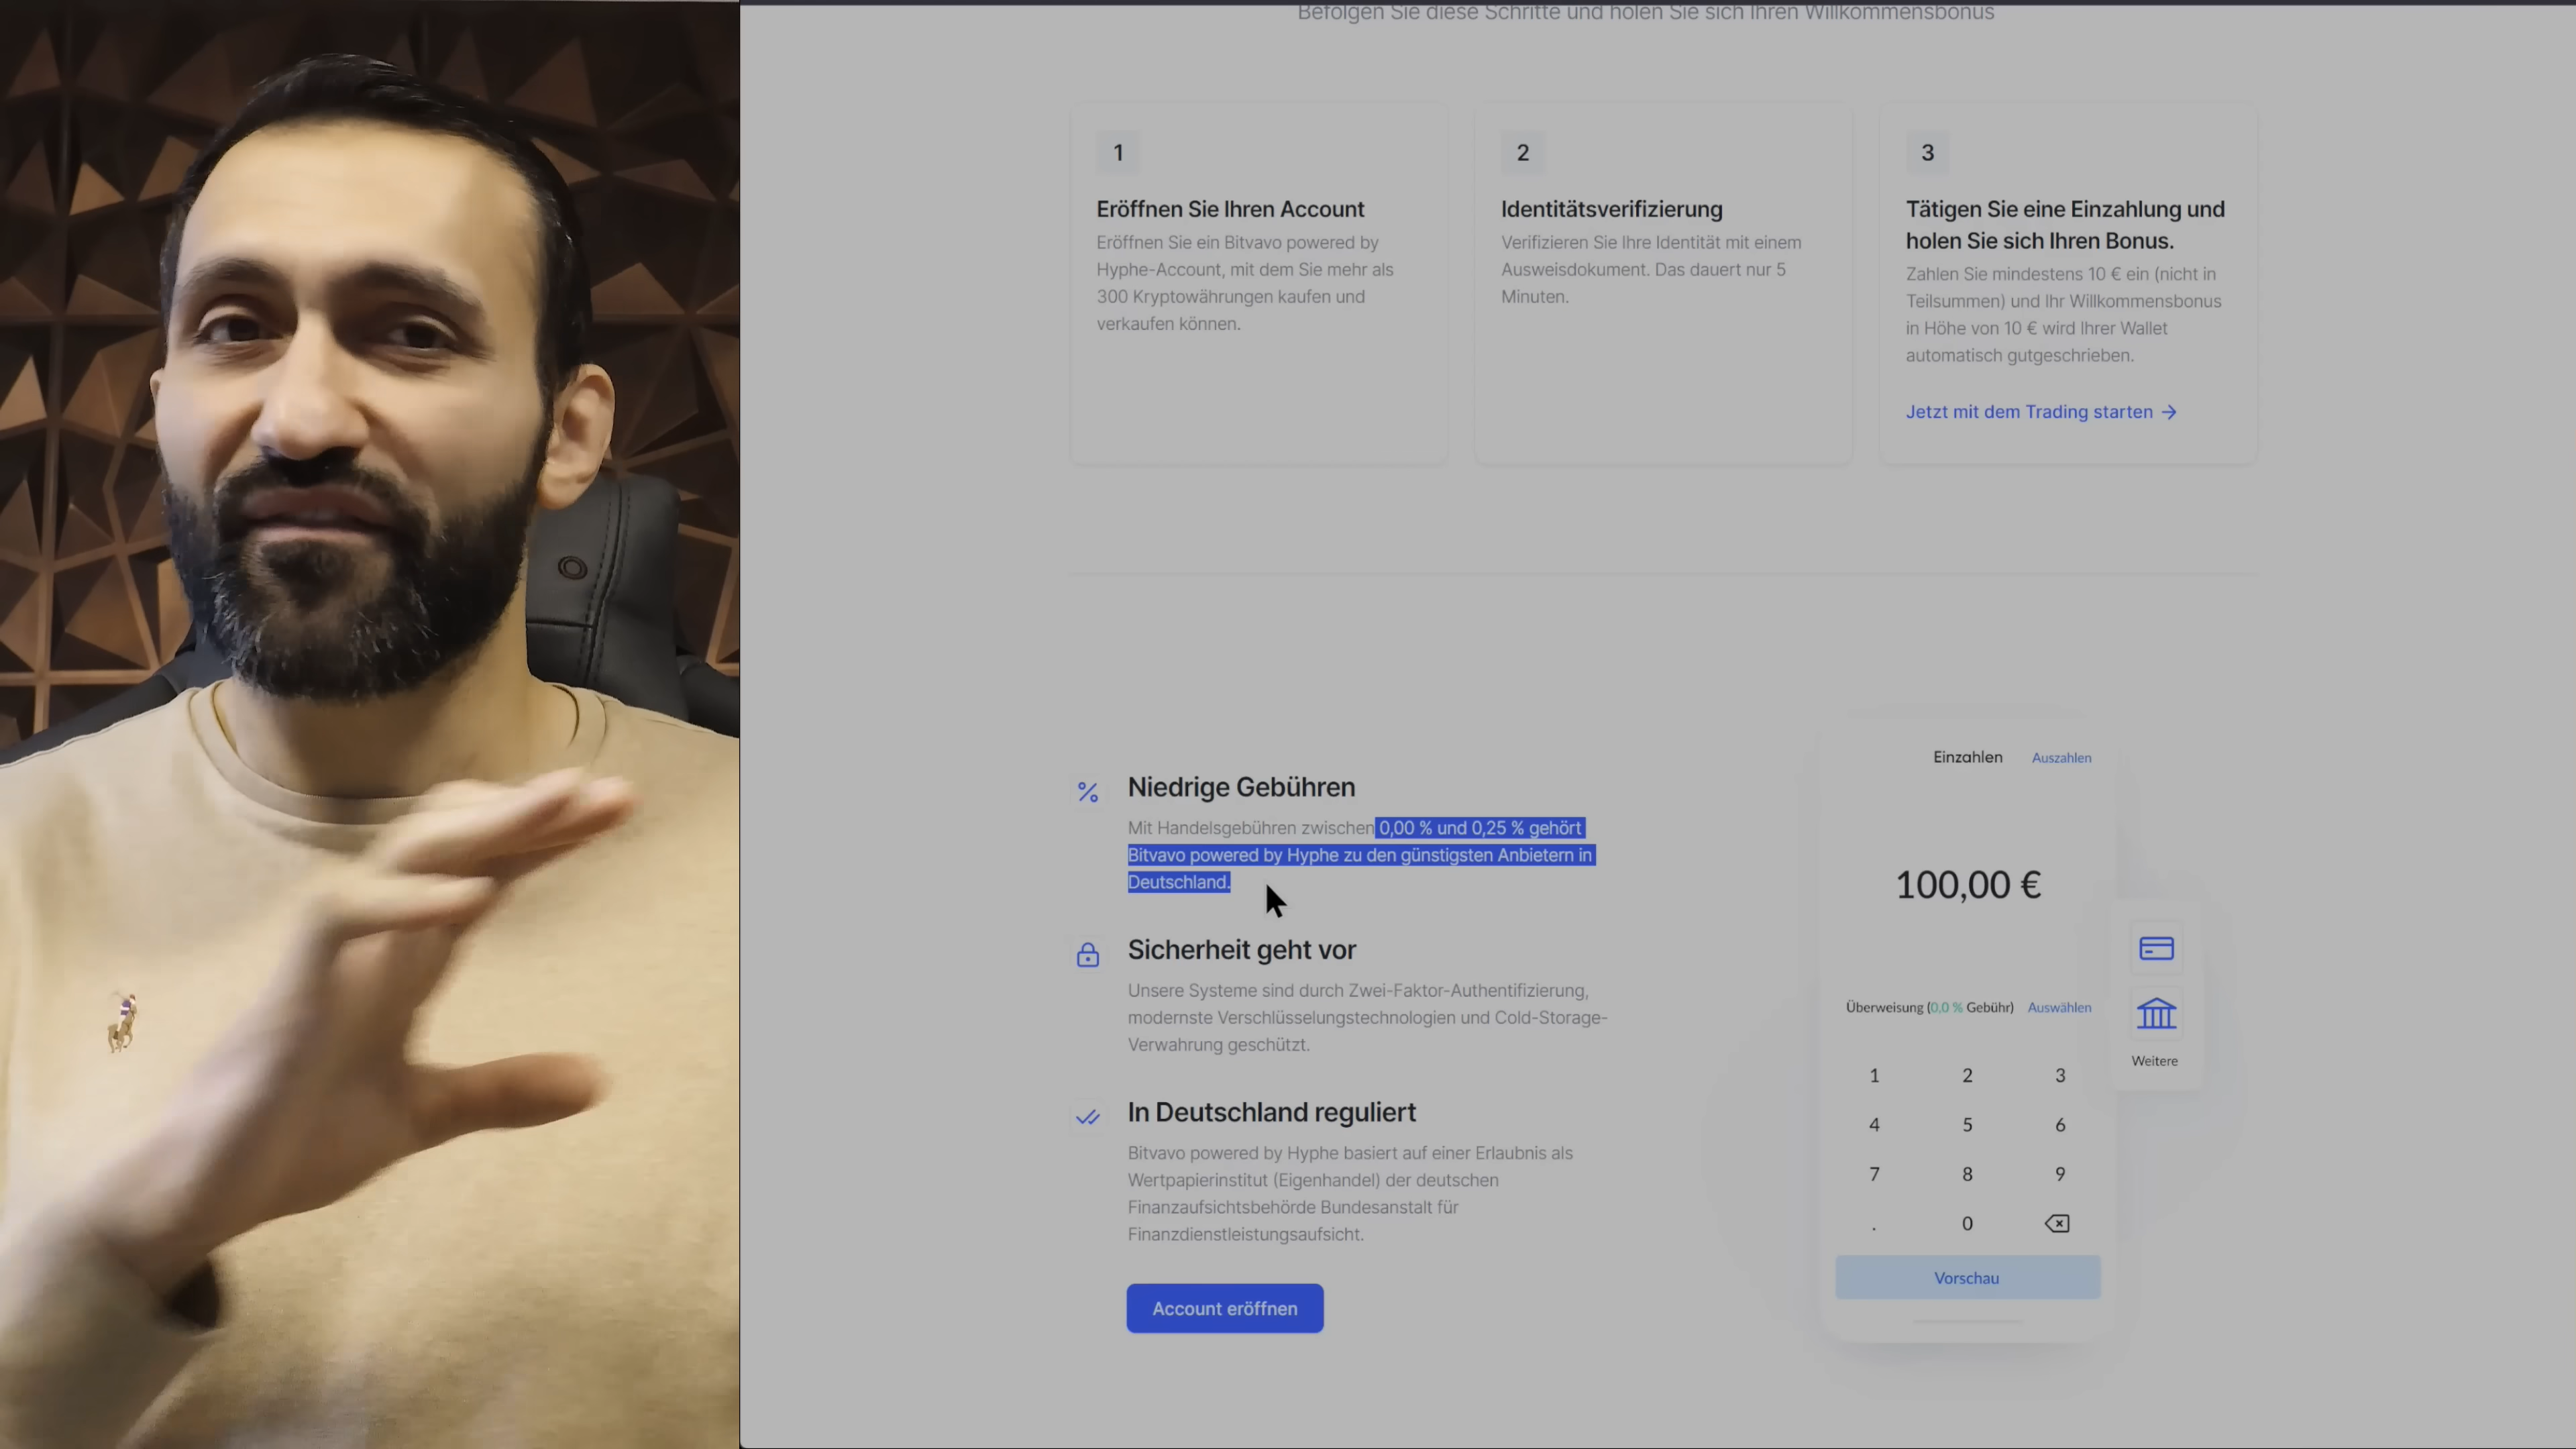 Befolgen Sie diese Schritte und holen Sie sich Ihren Willkommensbonus
1
Eröffnen Sie Ihren Account
Eröffnen Sie ein Bitvavo powered by
Hyphe-Account, mit dem Sie mehr als
300 Kryptowährungen kaufen und
verkaufen können.
2
Identitätsverifizierung
Verifizieren Sie Ihre Identität mit einem
Ausweisdokument. Das dauert nur 5
Minuten.
3
Tätigen Sie eine Einzahlung und
holen Sie sich Ihren Bonus.
Zahlen Sie mindestens 10 € ein (nicht in
Teilsummen) und Ihr Willkommensbonus
in Höhe von 10 € wird Ihrer Wallet
automatisch gutgeschrieben.
Jetzt mit dem Trading starten →
Niedrige Gebühren
Mit Handelsgebühren zwischen 0,00 % und 0,25 % gehört
Bitvavo powered by Hyphe zu den günstigsten Anbietern in
Deutschland.
Sicherheit geht vor
Unsere Systeme sind durch Zwei-Faktor-Authentifizierung,
modernste Verschlüsselungstechnologien und Cold-Storage-
Verwahrung geschützt.
In Deutschland reguliert
Bitvavo powered by Hyphe basiert auf einer Erlaubnis als
Wertpapierinstitut (Eigenhandel) der deutschen
Finanzaufsichtsbehörde Bundesanstalt für
Finanzdienstleistungsaufsicht.
Account eröffnen
Einzahlen Auszahlen
100,00 €
Überweisung (0,0 % Gebühr) Auswählen
Weitere
1 2 3
4 5 6
7 8 9
. 0
Vorschau